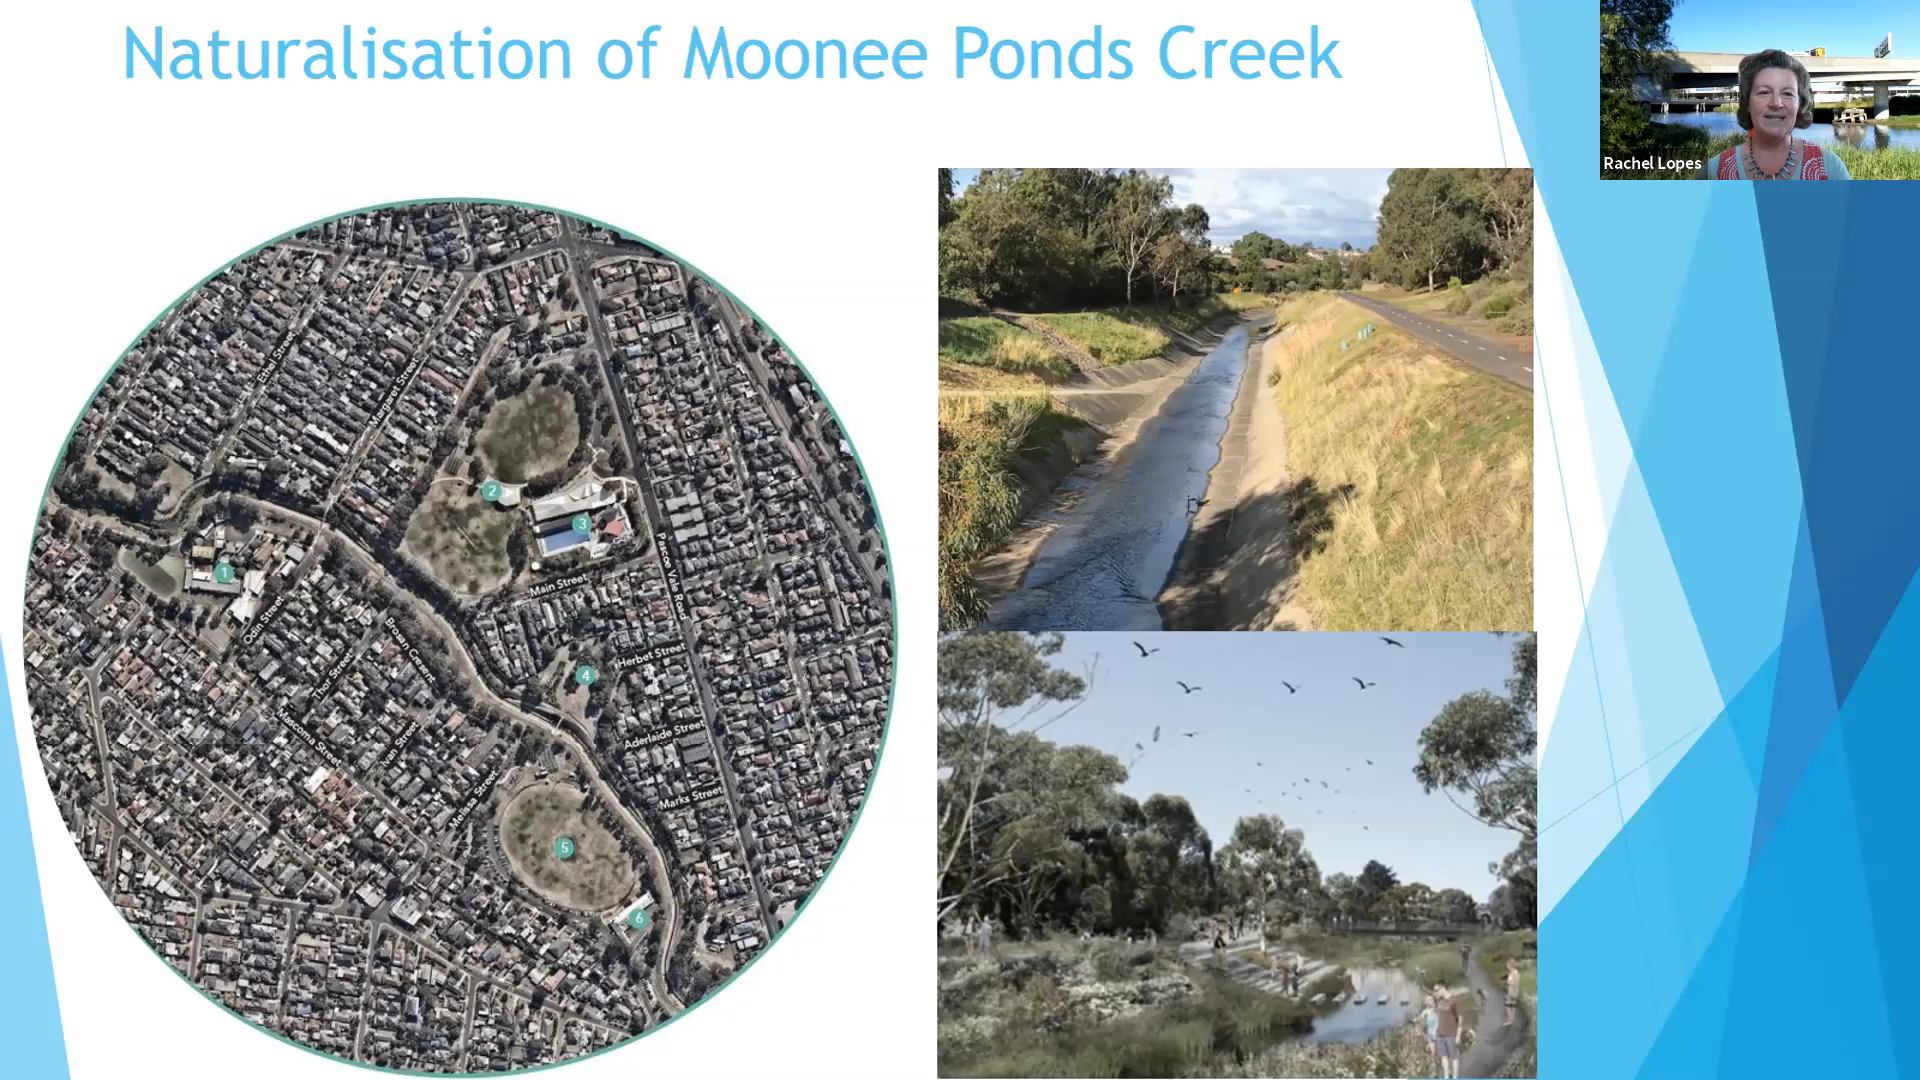 Naturalisation of Moonee Ponds Creek
Rachel Lopes
Ethel Street
Margaret Street
2
3
1
Main Street
Pascoe Vale Road
Odin Street
Brosan Crescent
Herbet Street
Thor Street
4
Mascoma Street
Ivan Street
Aderlaide Street
Melissa Street
Marks Street
5
6